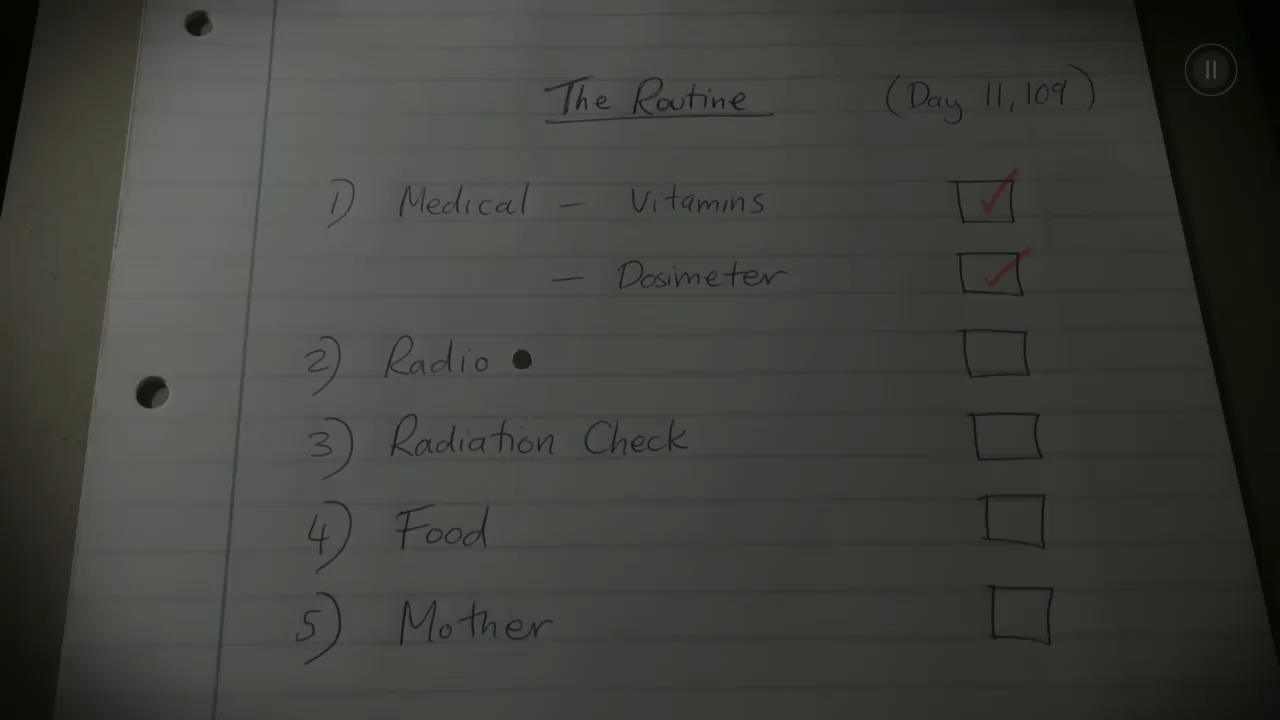 The Routine (Day 11,109)
1) Medical — Vitamins
— Dosimeter
2) Radio
3) Radiation Check
4) Food
5) Mother